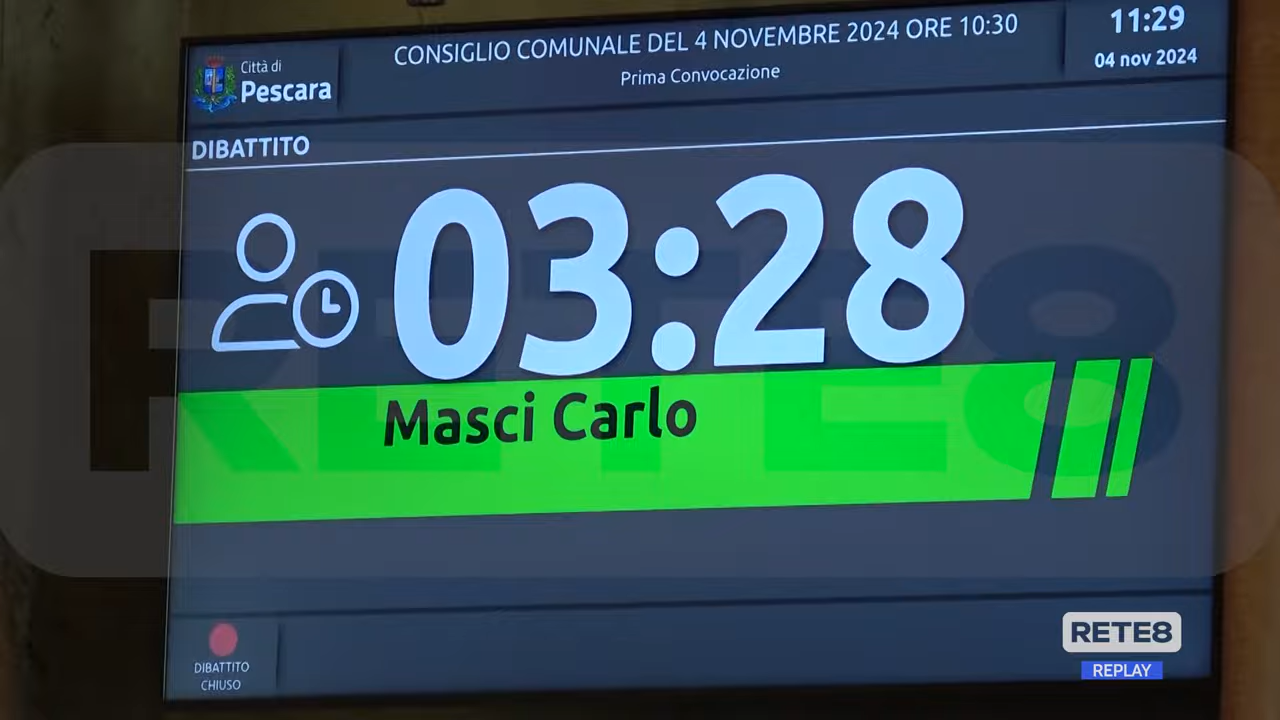 Città di
Pescara
CONSIGLIO COMUNALE DEL 4 NOVEMBRE 2024 ORE 10:30
Prima Convocazione
11:29
04 nov 2024
DIBATTITO
03:28
Masci Carlo
RETE8
DIBATTITO
CHIUSO
RETE8
REPLAY